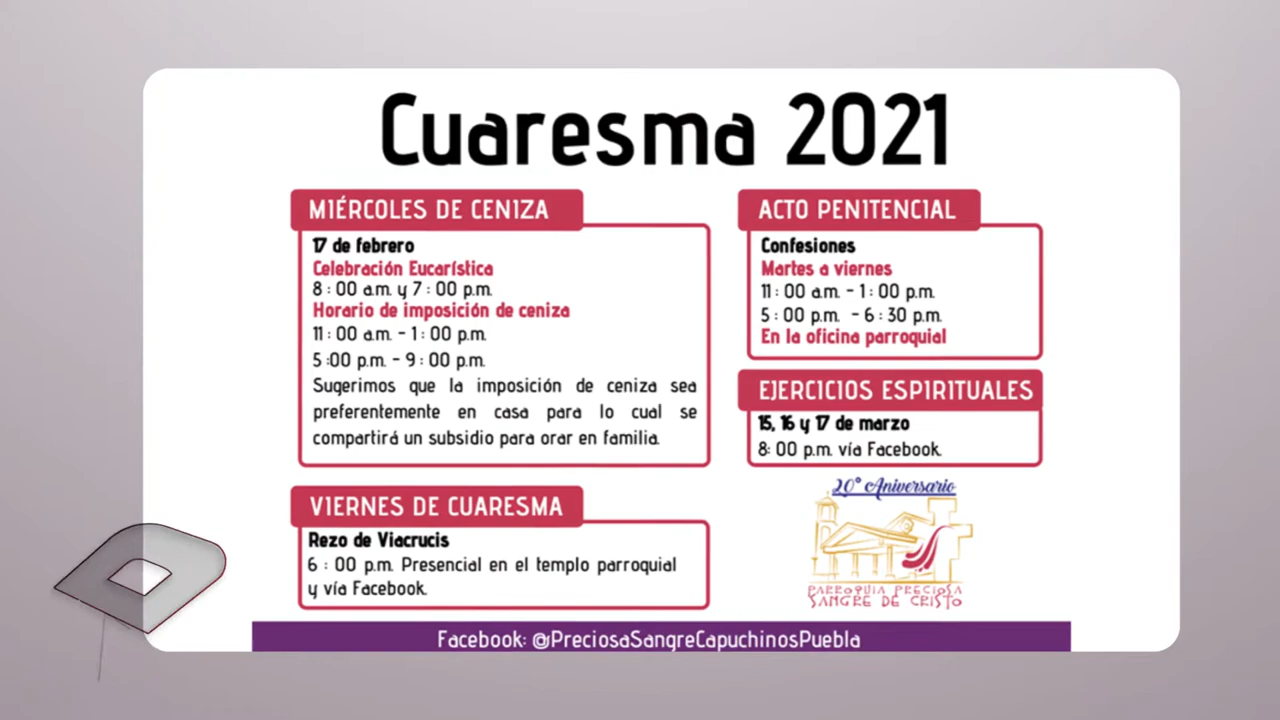 Cuaresma 2021
MIÉRCOLES DE CENIZA
17 de febrero
Celebración Eucarística
8 : 00 a.m. y 7 : 00 p.m.
Horario de imposición de ceniza
11 : 00 a.m. - 1 : 00 p.m.
5 :00 p.m. - 9 : 00 p.m.
Sugerimos que la imposición de ceniza sea
preferentemente en casa para lo cual se
compartirá un subsidio para orar en familia.
VIERNES DE CUARESMA
Rezo de Viacrucis
6 : 00 p.m. Presencial en el templo parroquial
y vía Facebook.
ACTO PENITENCIAL
Confesiones
Martes a viernes
11 : 00 a.m. - 1 : 00 p.m.
5 : 00 p.m. - 6 : 30 p.m.
En la oficina parroquial
EJERCICIOS ESPIRITUALES
15, 16 y 17 de marzo
8: 00 p.m. vía Facebook.
20° Aniversario
PARROQUIA PRECIOSA
SANGRE DE CRISTO
Facebook: @PreciosaSangreCapuchinosPuebla